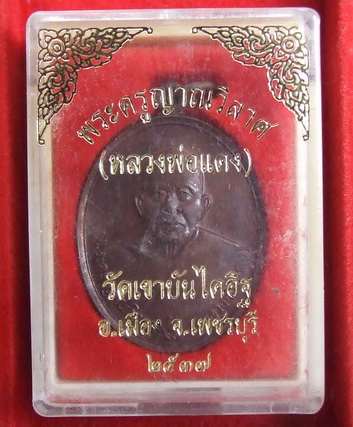 พระครูญาณวิลาศ
(หลวงพ่อแดง)
วัดเขาบันไดอิฐ
อ.เมือง จ.เพชรบุรี
๒๕๓๗